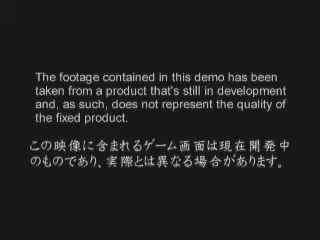 The footage contained in this demo has been
taken from a product that's still in development
and, as such, does not represent the quality of
the fixed product.
この映像に含まれるゲーム画面は現在開発中
のものであり、実際とは異なる場合があります。